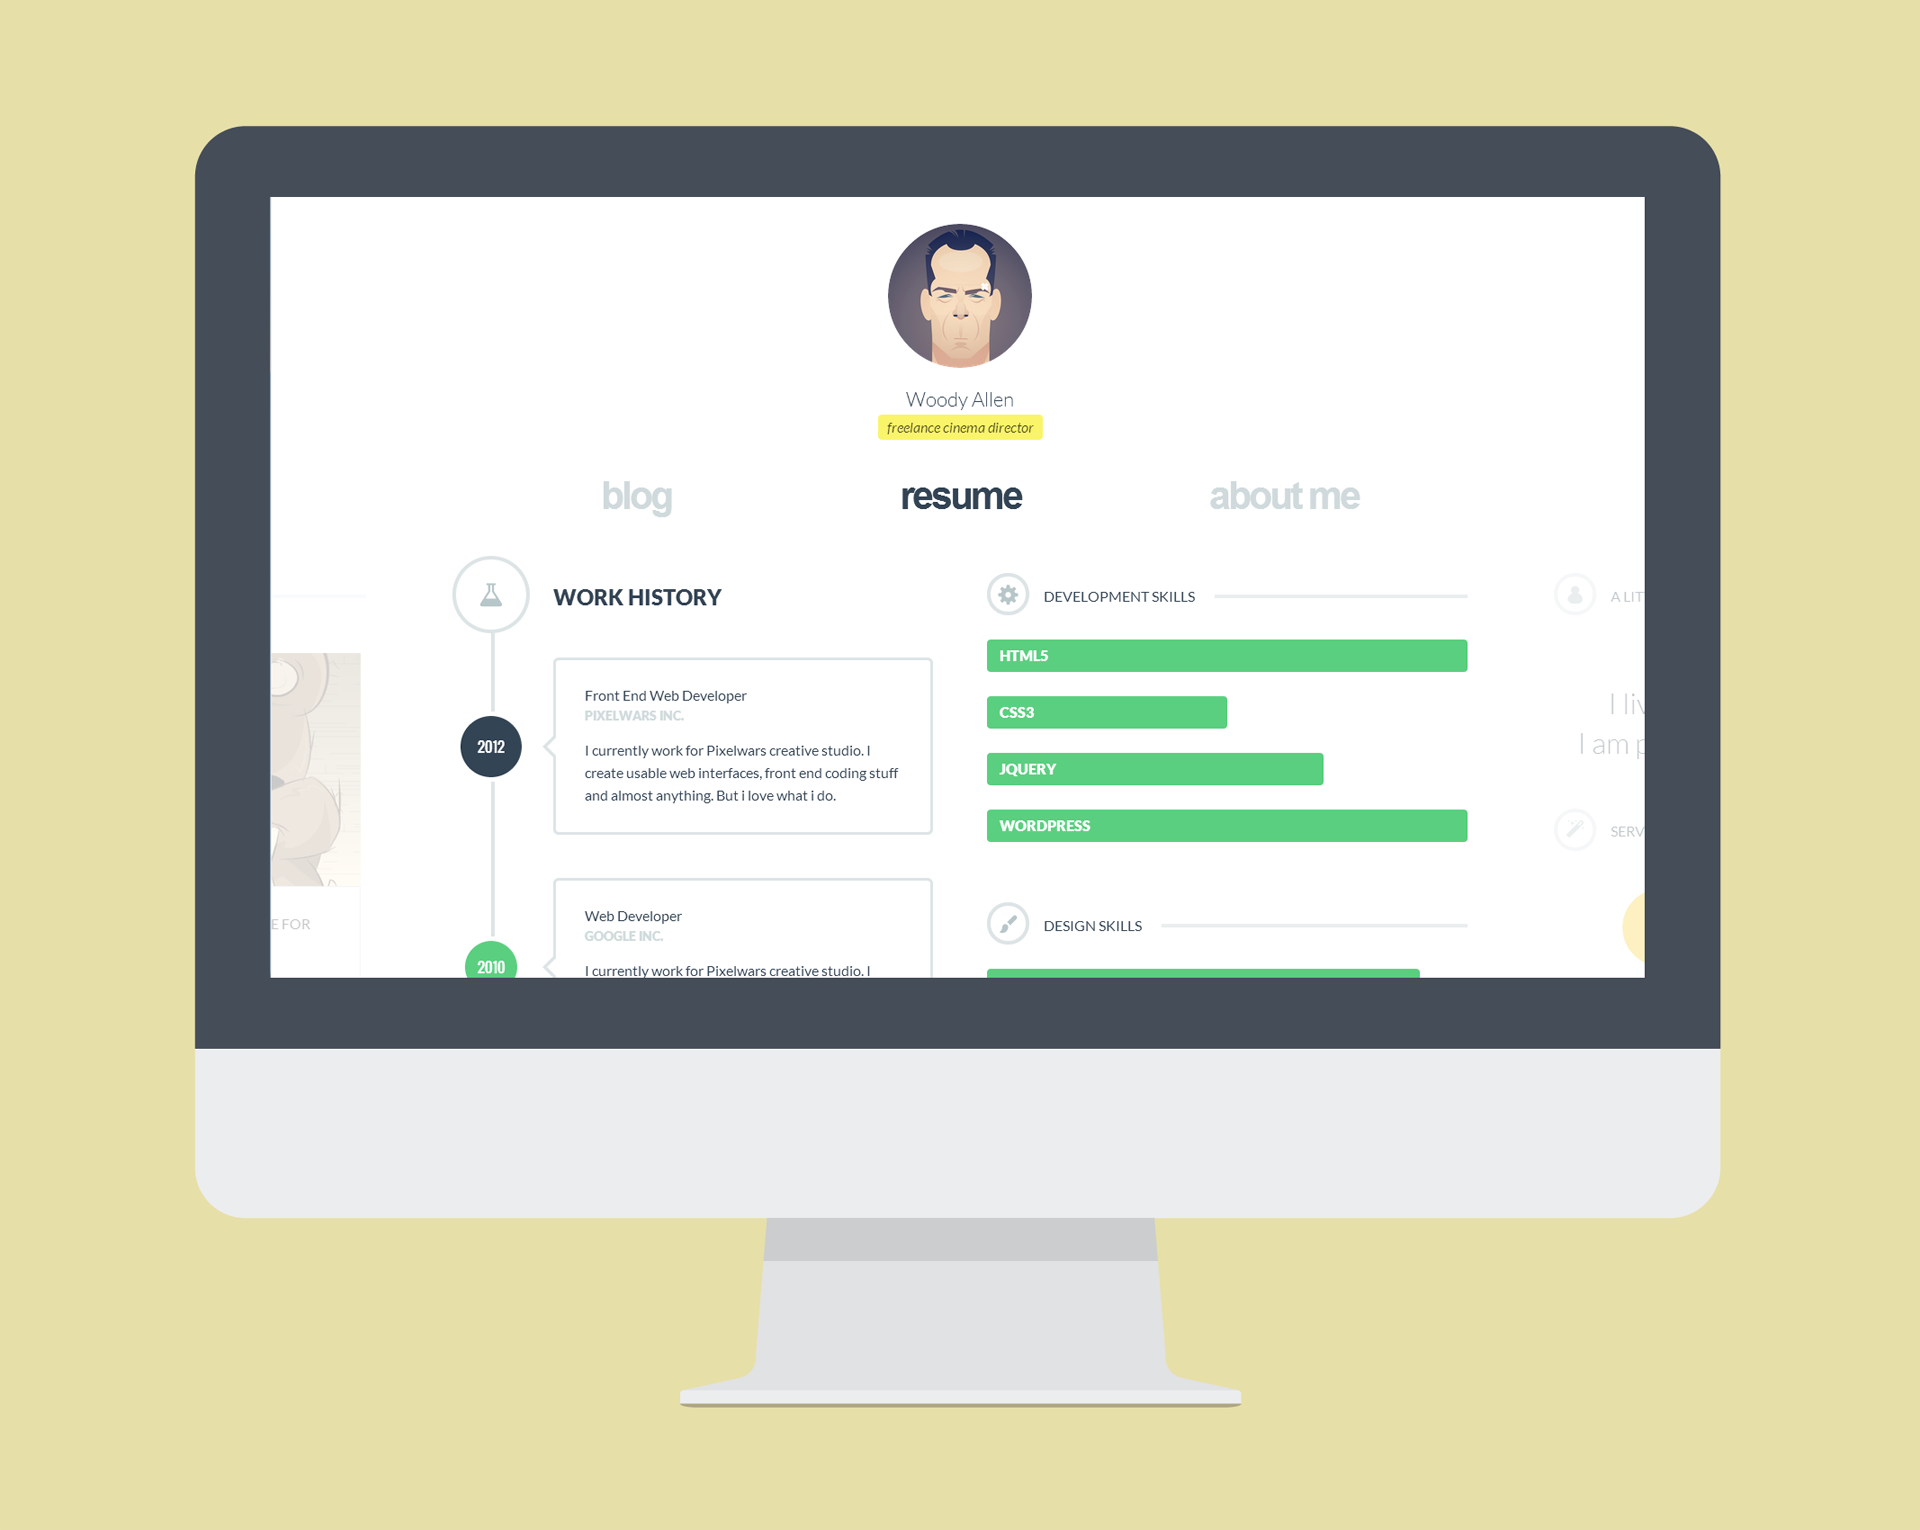 Woody Allen
freelance cinema director
blog
resume
about me
WORK HISTORY
2012
Front End Web Developer
PIXELWARS INC.
I currently work for Pixelwars creative studio. I
create usable web interfaces, front end coding stuff
and almost anything. But i love what i do.
2010
Web Developer
GOOGLE INC.
I currently work for Pixelwars creative studio. I
DEVELOPMENT SKILLS
HTML5
CSS3
JQUERY
WORDPRESS
DESIGN SKILLS
E FOR
A LIT
I liv
I am p
SERV